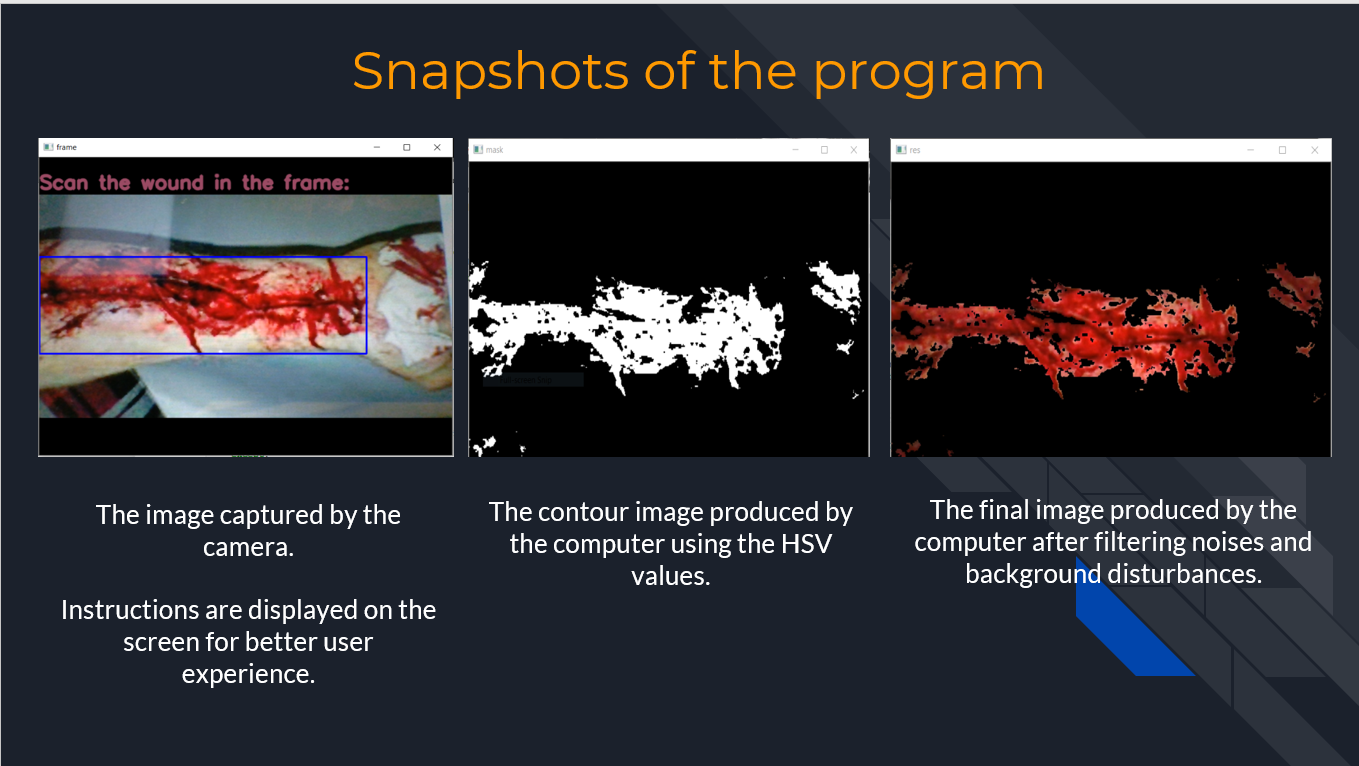 Snapshots of the program
frame
Scan the wound in the frame:
mask
res
The image captured by the
camera.
Instructions are displayed on the
screen for better user
experience.
The contour image produced by
the computer using the HSV
values.
The final image produced by the
computer after filtering noises and
background disturbances.